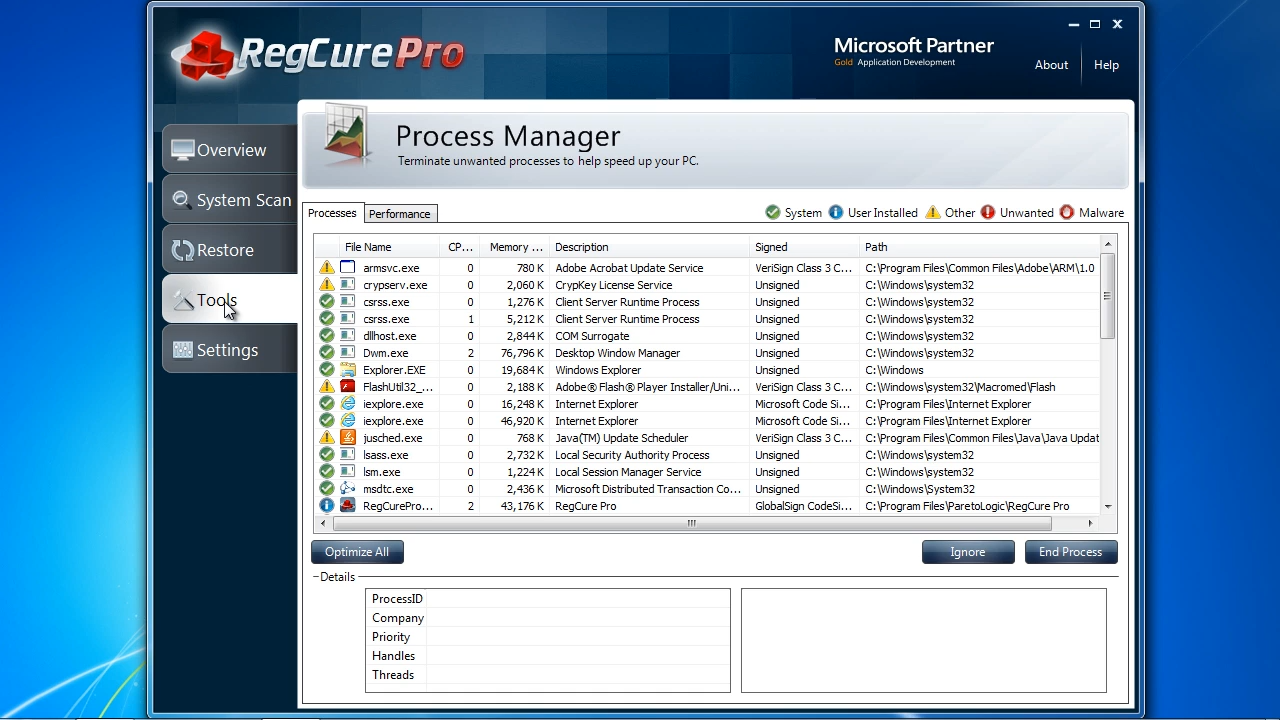 RegCure Pro
Microsoft Partner
Gold Application Development
About Help
Overview
System Scan
Restore
Tools
Settings
Process Manager
Terminate unwanted processes to help speed up your PC.
Processes Performance System User Installed Other Unwanted Malware
File Name CP... Memory ... Description Signed Path
armsvc.exe 0 780 K Adobe Acrobat Update Service VeriSign Class 3 C... C:\Program Files\Common Files\Adobe\ARM\1.0
crypserv.exe 0 2,060 K CrypKey License Service Unsigned C:\Windows\system32
csrss.exe 0 1,276 K Client Server Runtime Process Unsigned C:\Windows\system32
csrss.exe 1 5,212 K Client Server Runtime Process Unsigned C:\Windows\system32
dllhost.exe 0 2,844 K COM Surrogate Unsigned C:\Windows\system32
Dwm.exe 2 76,796 K Desktop Window Manager Unsigned C:\Windows\system32
Explorer.EXE 0 19,684 K Windows Explorer Unsigned C:\Windows
FlashUtil32_... 0 2,188 K Adobe® Flash® Player Installer/Uni... VeriSign Class 3 C... C:\Windows\system32\Macromed\Flash
iexplore.exe 0 16,248 K Internet Explorer Microsoft Code Si... C:\Program Files\Internet Explorer
iexplore.exe 0 46,920 K Internet Explorer Microsoft Code Si... C:\Program Files\Internet Explorer
jusched.exe 0 768 K Java(TM) Update Scheduler VeriSign Class 3 C... C:\Program Files\Common Files\Java\Java Updat
lsass.exe 0 2,732 K Local Security Authority Process Unsigned C:\Windows\system32
lsm.exe 0 1,224 K Local Session Manager Service Unsigned C:\Windows\system32
msdtc.exe 0 2,436 K Microsoft Distributed Transaction Co... Unsigned C:\Windows\System32
RegCurePro... 2 43,176 K RegCure Pro GlobalSign CodeSi... C:\Program Files\ParetoLogic\RegCure Pro
Optimize All Ignore End Process
Details
ProcessID
Company
Priority
Handles
Threads